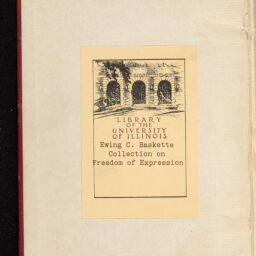 LIBRARY
OF THE
UNIVERSITY
OF ILLINOIS
Ewing C. Baskette
Collection on
Freedom of Expression